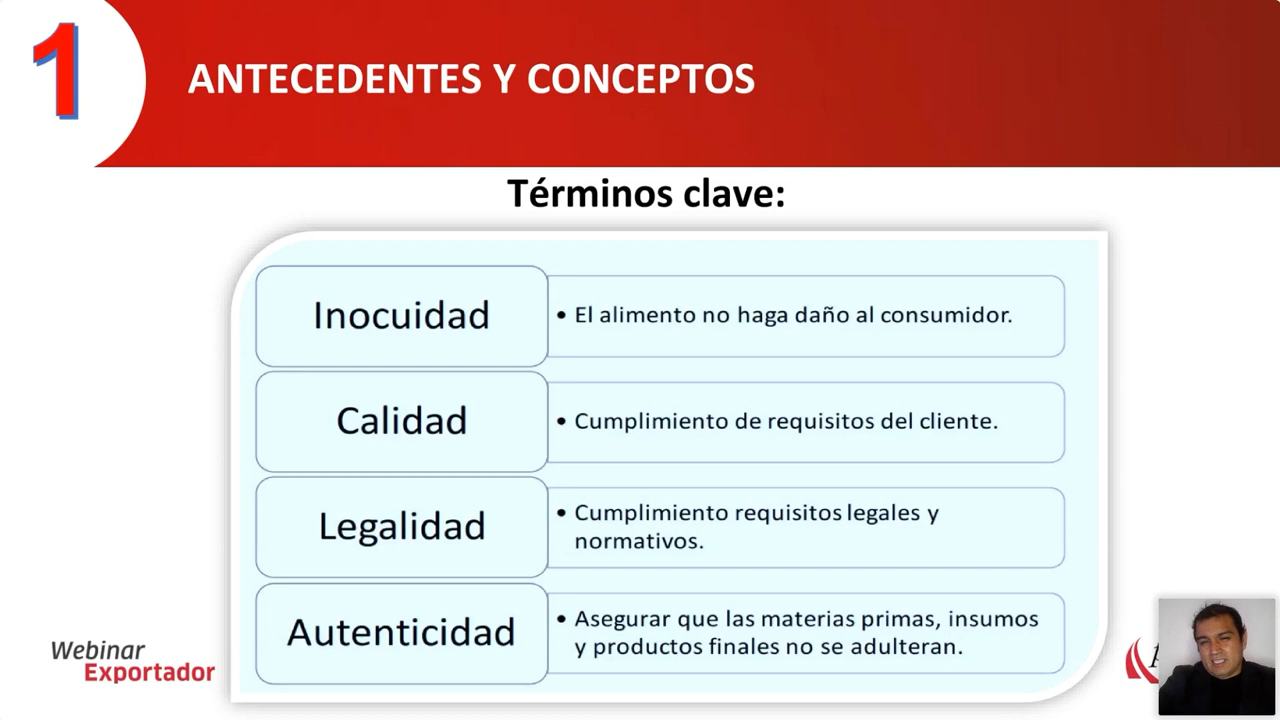 1
ANTECEDENTES Y CONCEPTOS
Términos clave:
Inocuidad
• El alimento no haga daño al consumidor.
Calidad
• Cumplimiento de requisitos del cliente.
Legalidad
• Cumplimiento requisitos legales y
normativos.
Autenticidad
• Asegurar que las materias primas, insumos
y productos finales no se adulteran.
Webinar
Exportador